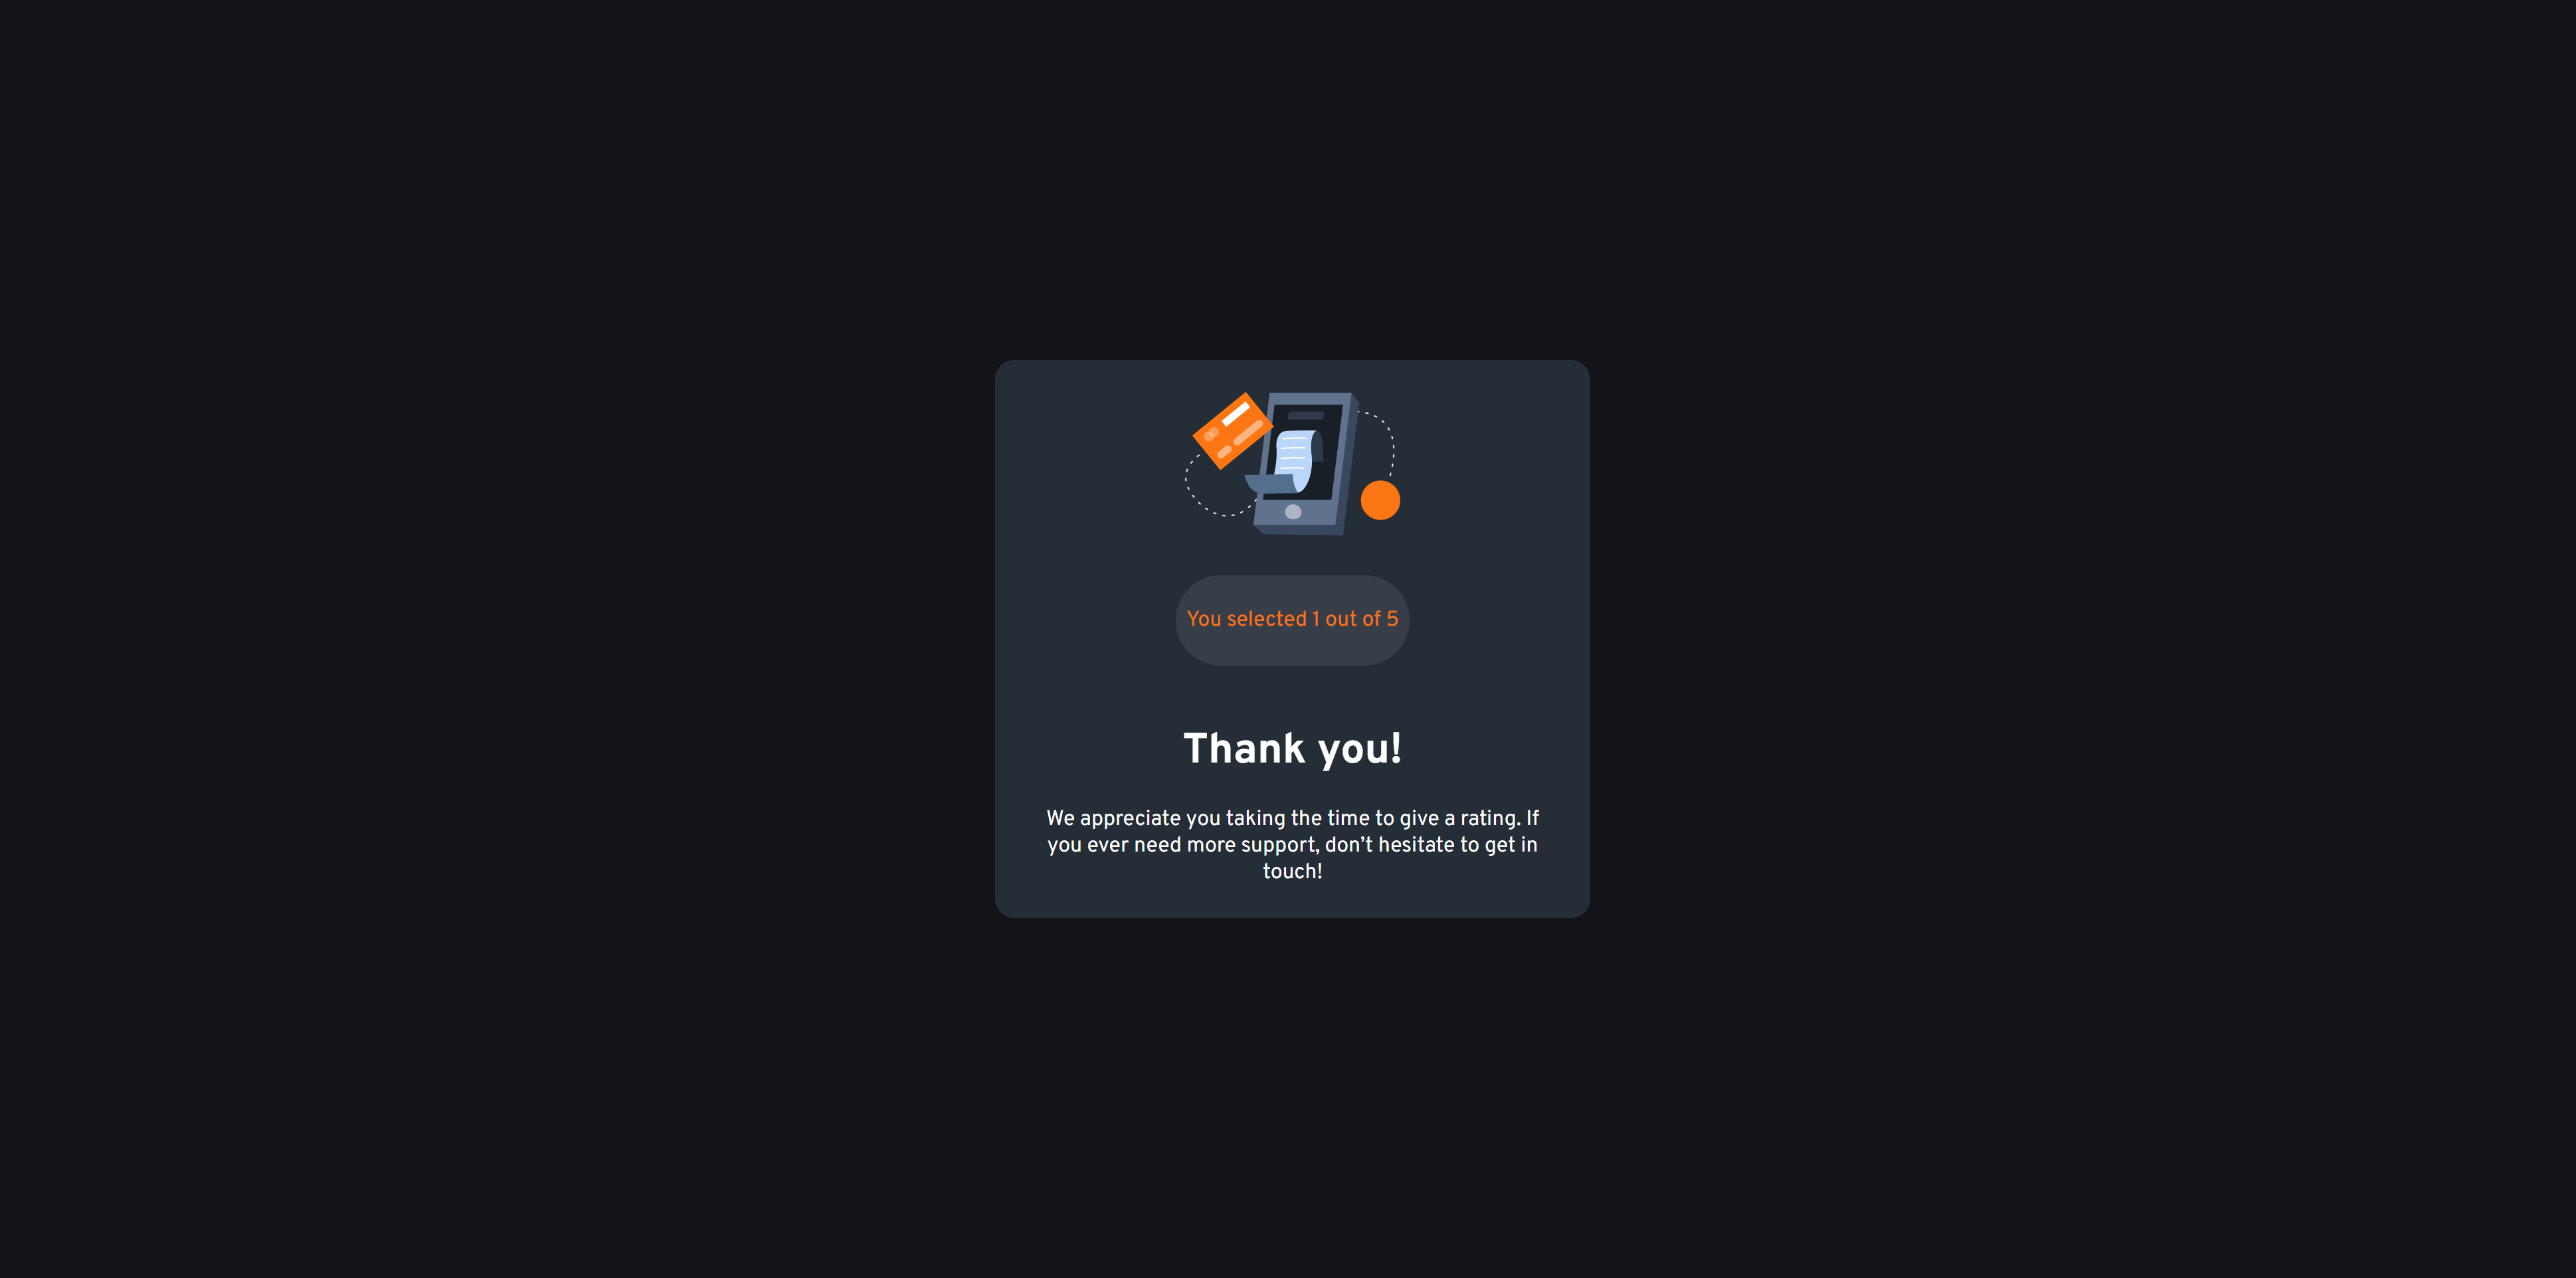 You selected 1 out of 5
Thank you!
We appreciate you taking the time to give a rating. If
you ever need more support, don’t hesitate to get in
touch!